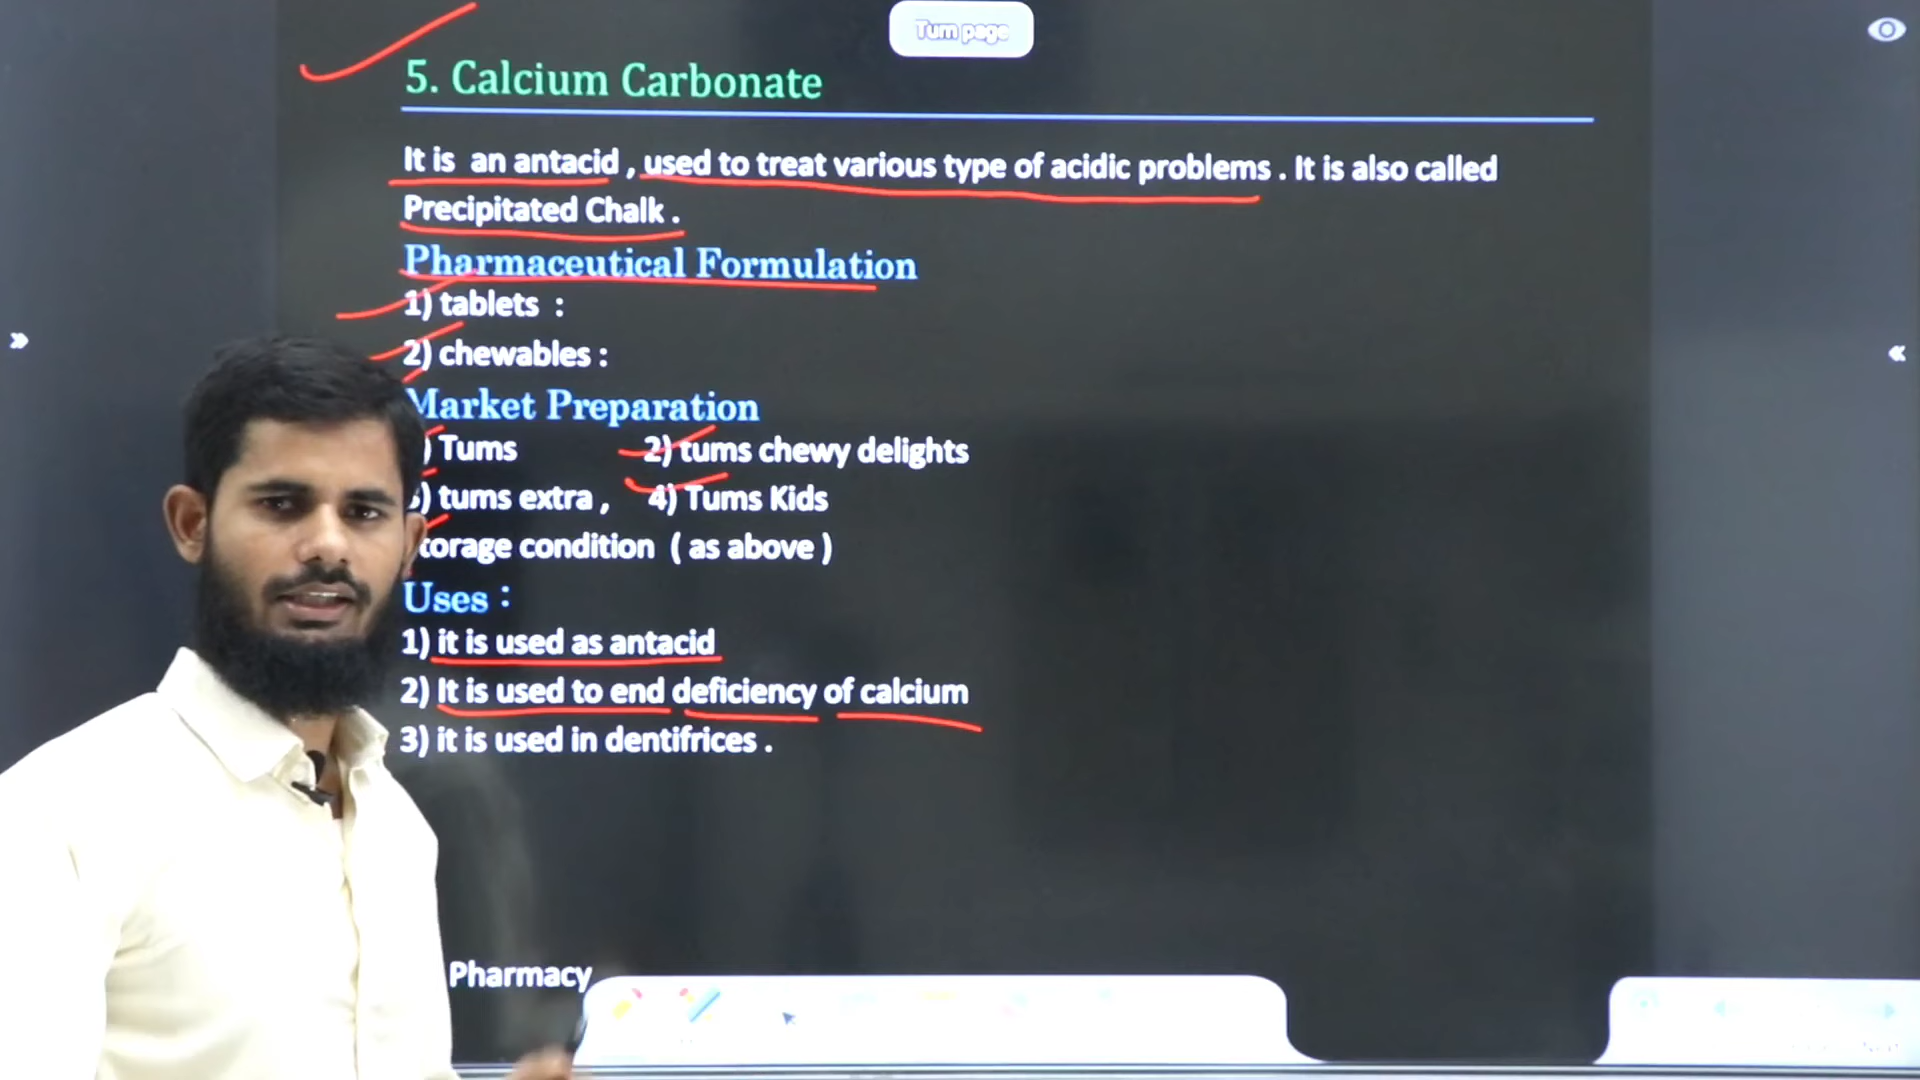 Turn page
5. Calcium Carbonate
It is an antacid , used to treat various type of acidic problems . It is also called
Precipitated Chalk .
Pharmaceutical Formulation
1) tablets :
2) chewables :
Market Preparation
) Tums 2) tums chewy delights
3) tums extra , 4) Tums Kids
torage condition ( as above )
Uses :
1) it is used as antacid
2) It is used to end deficiency of calcium
3) it is used in dentifrices .
Pharmacy